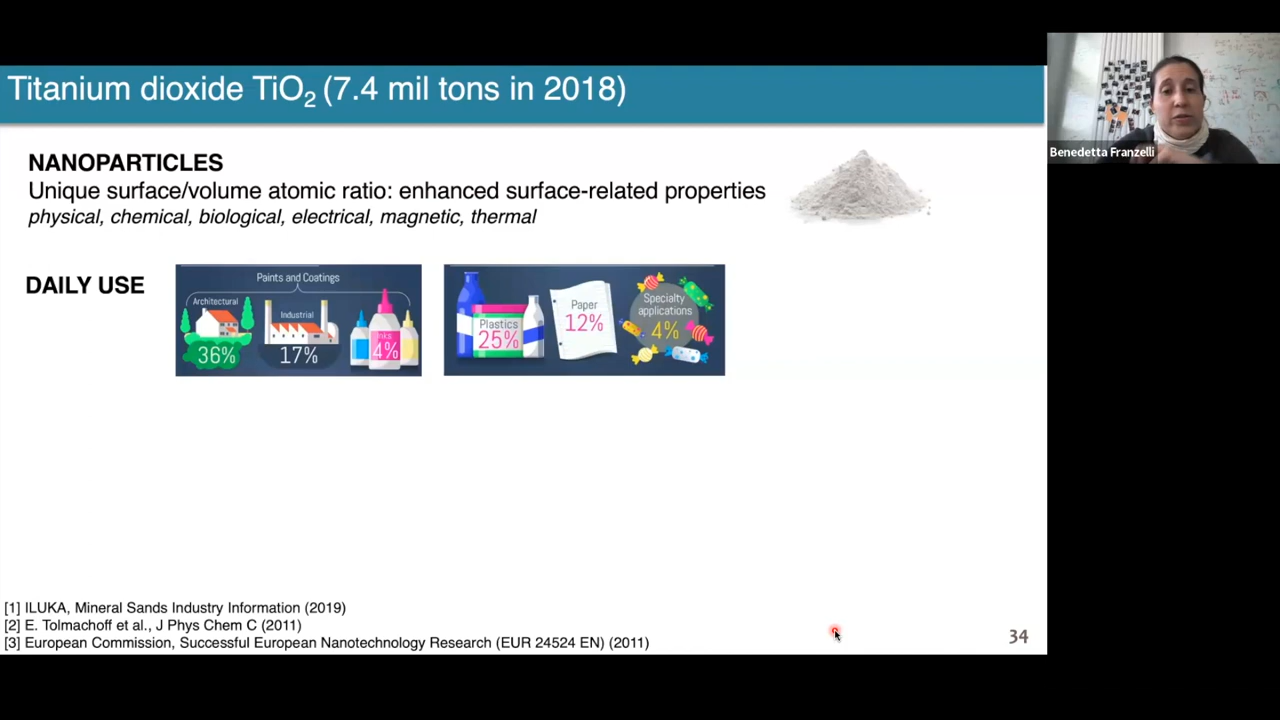 Titanium dioxide TiO2 (7.4 mil tons in 2018)
Benedetta Franzelli
NANOPARTICLES
Unique surface/volume atomic ratio: enhanced surface-related properties
physical, chemical, biological, electrical, magnetic, thermal
DAILY USE
Paints and Coatings
Architectural
36%
Industrial
17%
Inks
4%
Plastics
25%
Paper
12%
Specialty
applications
4%
[1] ILUKA, Mineral Sands Industry Information (2019)
[2] E. Tolmachoff et al., J Phys Chem C (2011)
[3] European Commission, Successful European Nanotechnology Research (EUR 24524 EN) (2011)
34